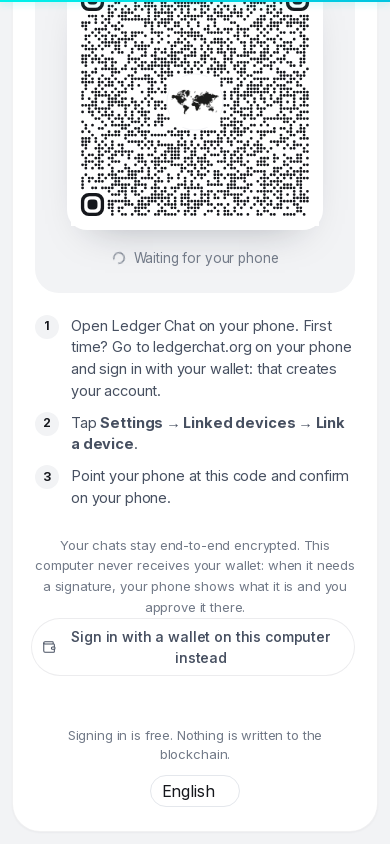 Waiting for your phone
1
Open Ledger Chat on your phone. First
time? Go to ledgerchat.org on your phone
and sign in with your wallet: that creates
your account.
2
Tap Settings → Linked devices → Link
a device.
3
Point your phone at this code and confirm
on your phone.
Your chats stay end-to-end encrypted. This
computer never receives your wallet: when it needs
a signature, your phone shows what it is and you
approve it there.
Sign in with a wallet on this computer
instead
Signing in is free. Nothing is written to the
blockchain.
English